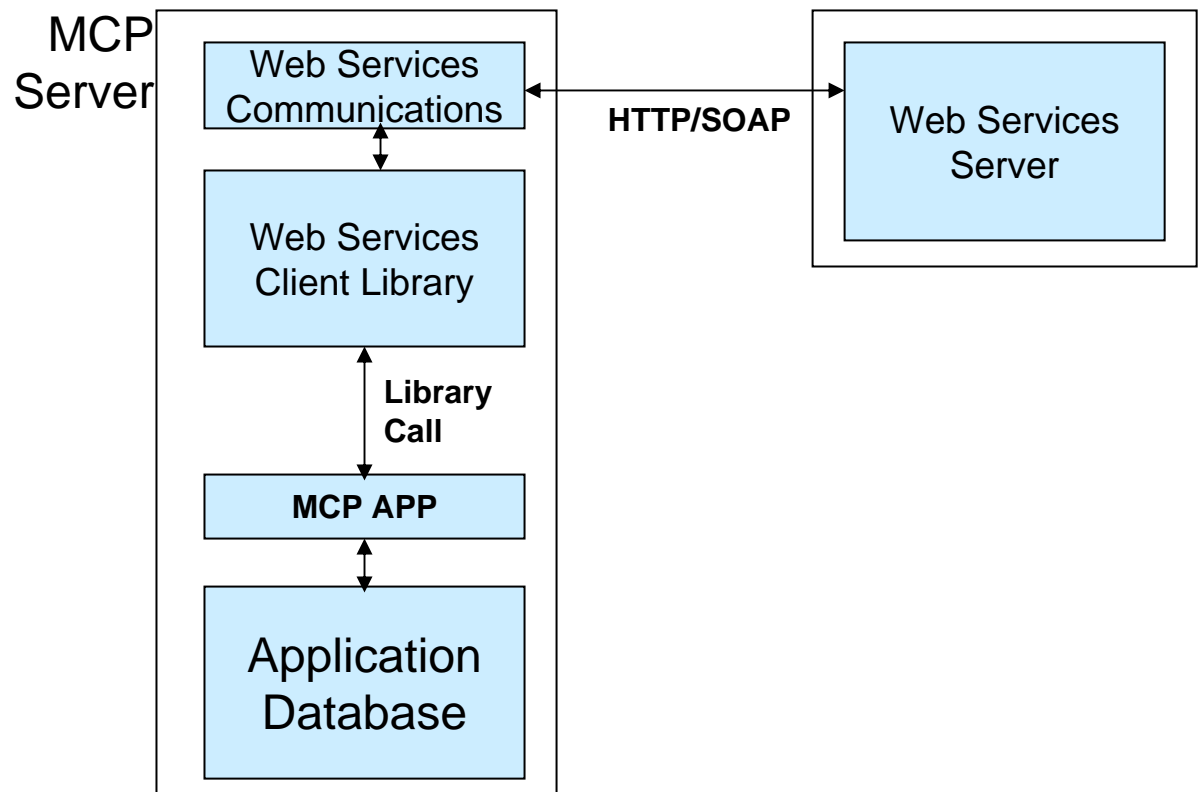 MCP
Server
Web Services
Communications
HTTP/SOAP
Web Services
Server
Web Services
Client Library
Library
Call
MCP APP
Application
Database